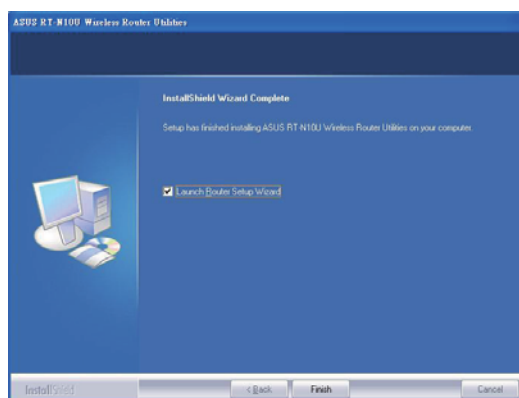 ASUS RT-N10U Wireless Router Utilities
InstallShield Wizard Complete
Setup has finished installing ASUS RT-N10U Wireless Router Utilities on your computer.
Launch Router Setup Wizard
InstallShield
< Back
Finish
Cancel